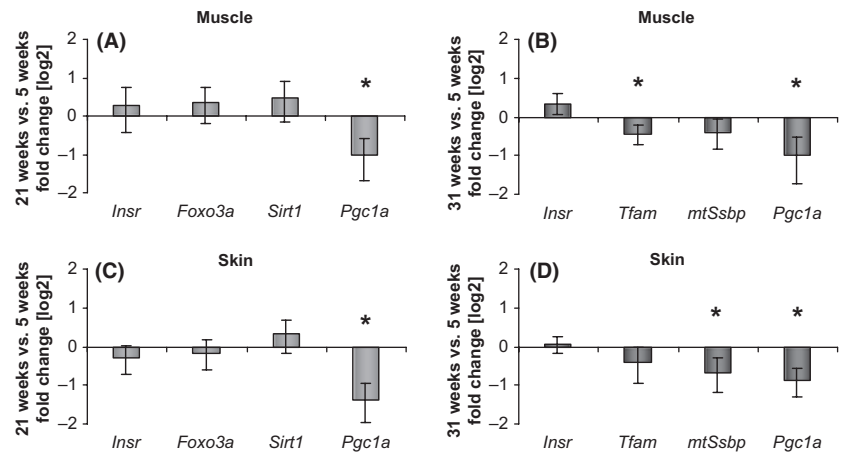 Muscle
(A)
21 weeks vs. 5 weeks
fold change [log2]
2
1
0
−1
−2
*
Insr Foxo3a Sirt1 Pgc1a
Muscle
(B)
31 weeks vs. 5 weeks
fold change [log2]
2
1
0
−1
−2
* *
Insr Tfam mtSsbp Pgc1a
Skin
(C)
21 weeks vs. 5 weeks
fold change [log2]
2
1
0
−1
−2
*
Insr Foxo3a Sirt1 Pgc1a
Skin
(D)
31 weeks vs. 5 weeks
fold change [log2]
2
1
0
−1
−2
* *
Insr Tfam mtSsbp Pgc1a